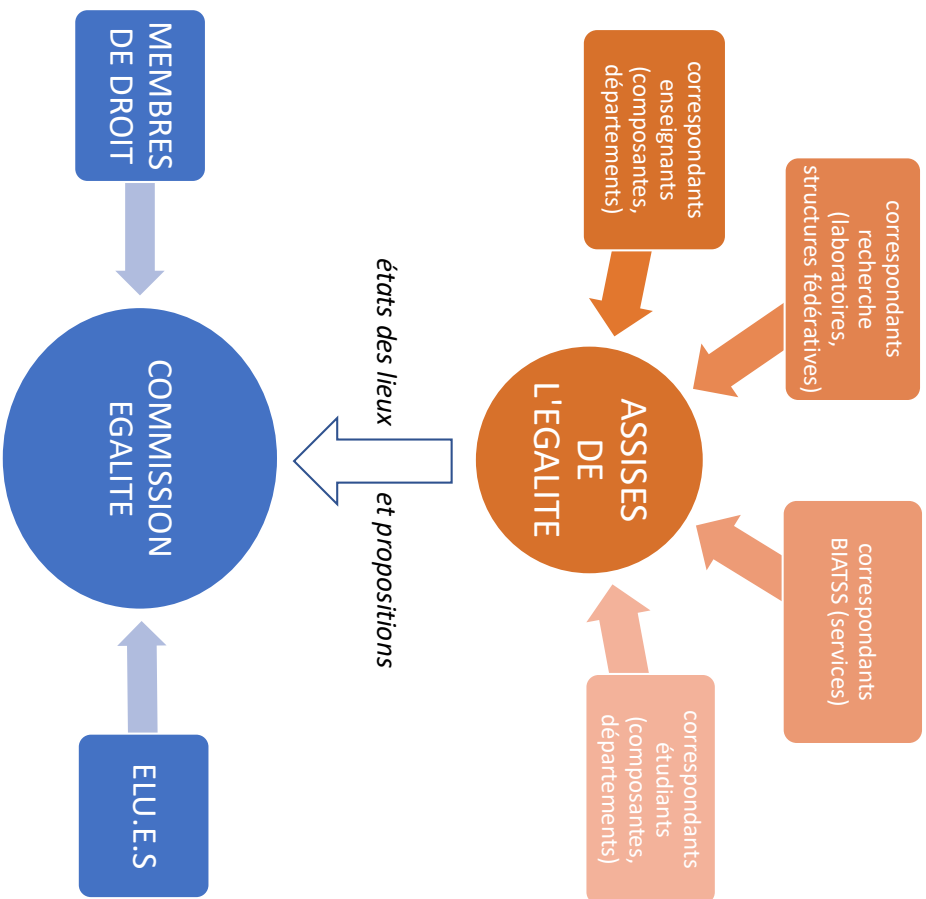 correspondants
recherche
(laboratoires,
structures fédératives)
correspondants
BIATSS (services)
correspondants
enseignants
(composantes,
départements)
ASSISES
DE
L'EGALITE
correspondants
étudiants
(composantes,
départements)
états des lieux et propositions
MEMBRES
DE DROIT
COMMISSION
EGALITE
ELU.E.S